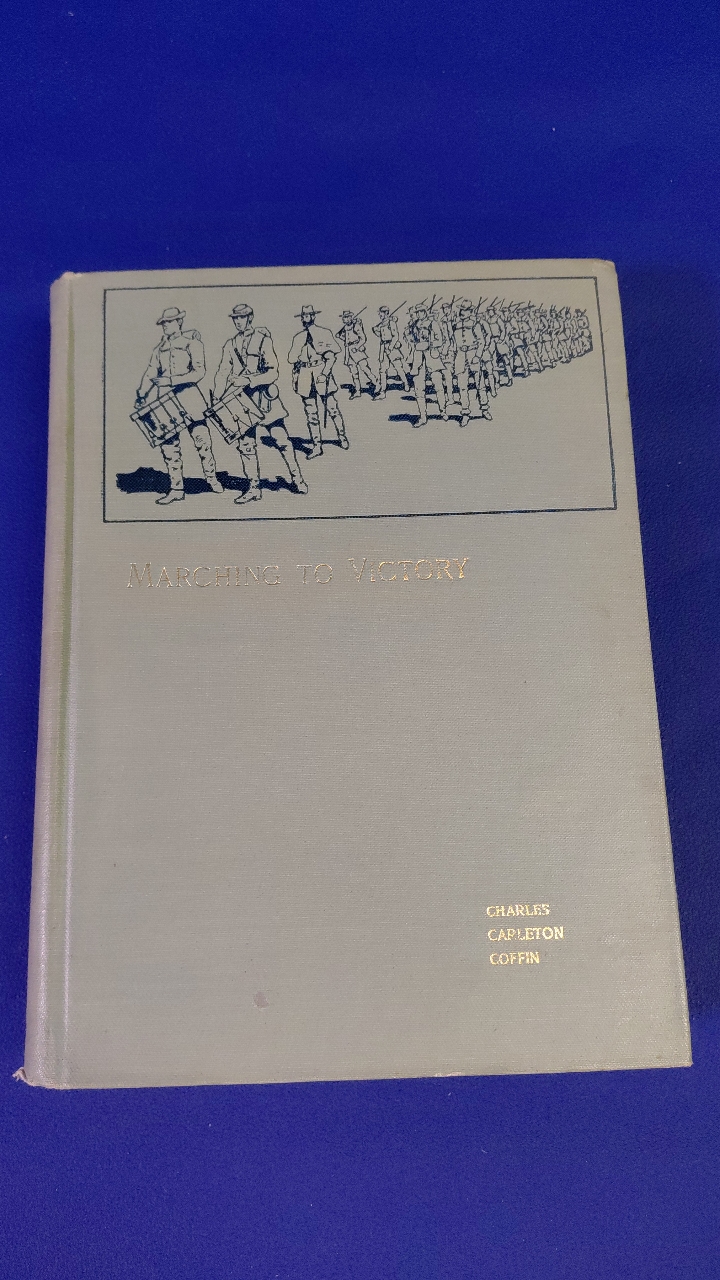 MARCHING TO VICTORY
CHARLES
CARLETON
COFFIN